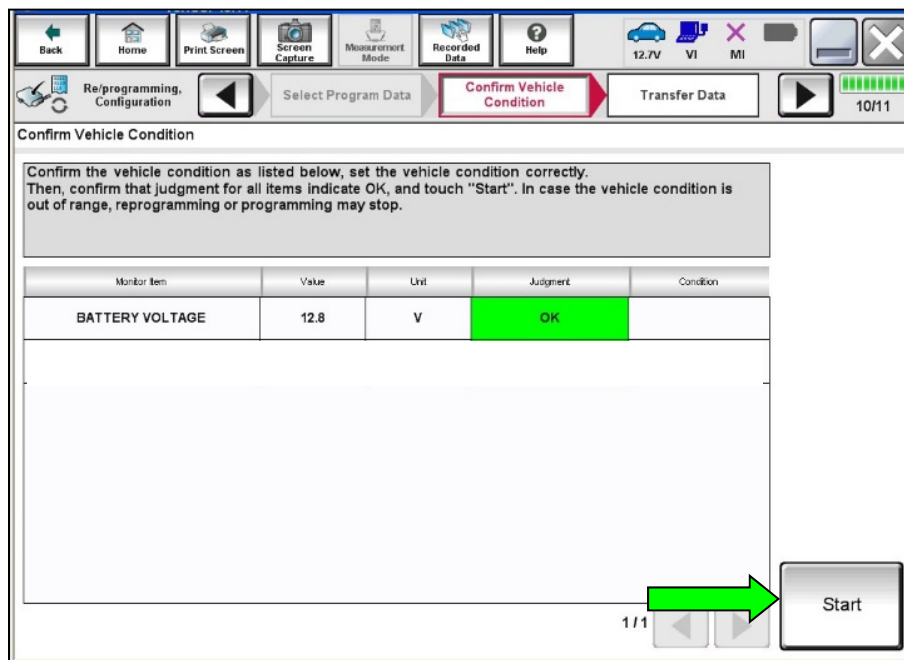 Back
Home
Print Screen
Screen Capture
Measurement Mode
Recorded Data
Help
12.7V
VI
MI
Re/programming, Configuration
Select Program Data
Confirm Vehicle Condition
Transfer Data
10/11
Confirm Vehicle Condition
Confirm the vehicle condition as listed below, set the vehicle condition correctly.
Then, confirm that judgment for all items indicate OK, and touch "Start". In case the vehicle condition is
out of range, reprogramming or programming may stop.
Monitor Item Value Unit Judgment Condition
BATTERY VOLTAGE 12.8 V OK
Start
1/1